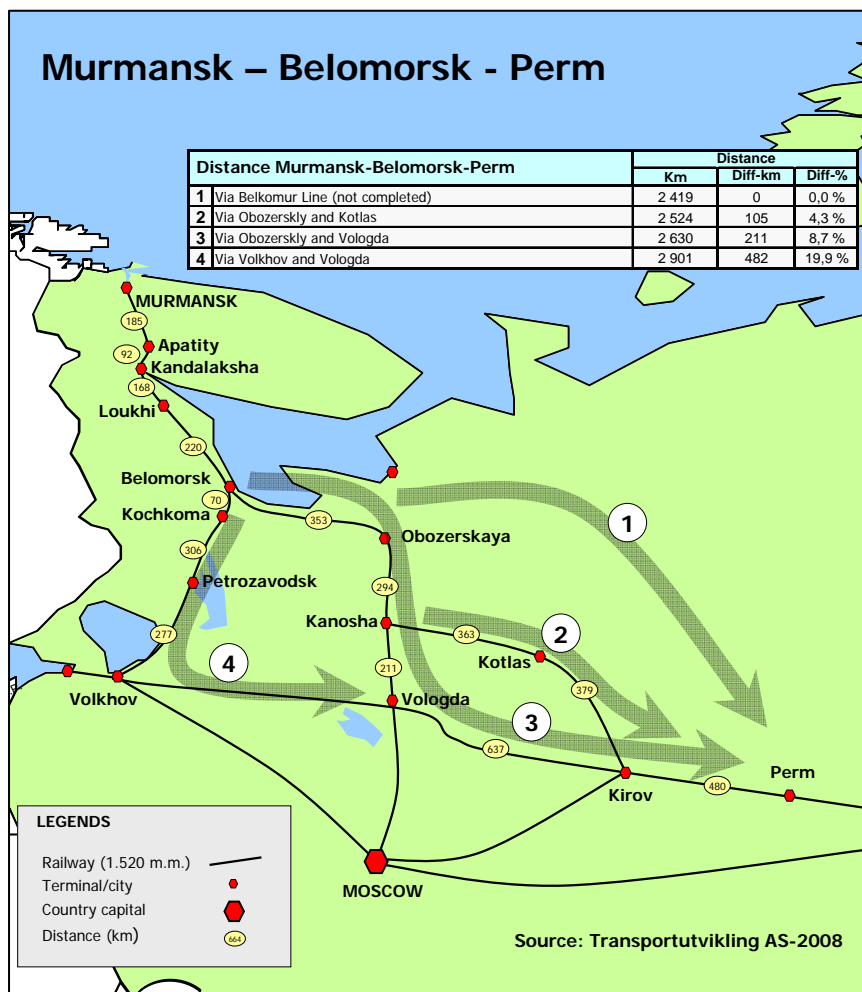 Murmansk – Belomorsk - Perm
Distance Murmansk-Belomorsk-Perm
Distance
Km Diff-km Diff-%
1 Via Belkomur Line (not completed) 2 419 0 0,0 %
2 Via Obozerskly and Kotlas 2 524 105 4,3 %
3 Via Obozerskly and Vologda 2 630 211 8,7 %
4 Via Volkhov and Vologda 2 901 482 19,9 %
MURMANSK
185
Apatity
92
Kandalaksha
168
Loukhi
220
Belomorsk
70
Kochkoma
353
1
Obozerskaya
306
Petrozavodsk
294
Kanosha
277
363
2
4
211
Kotlas
379
Volkhov
Vologda
3
637
Kirov
480
Perm
LEGENDS
Railway (1.520 m.m.)
Terminal/city
Country capital
Distance (km)
664
MOSCOW
Source: Transportutvikling AS-2008